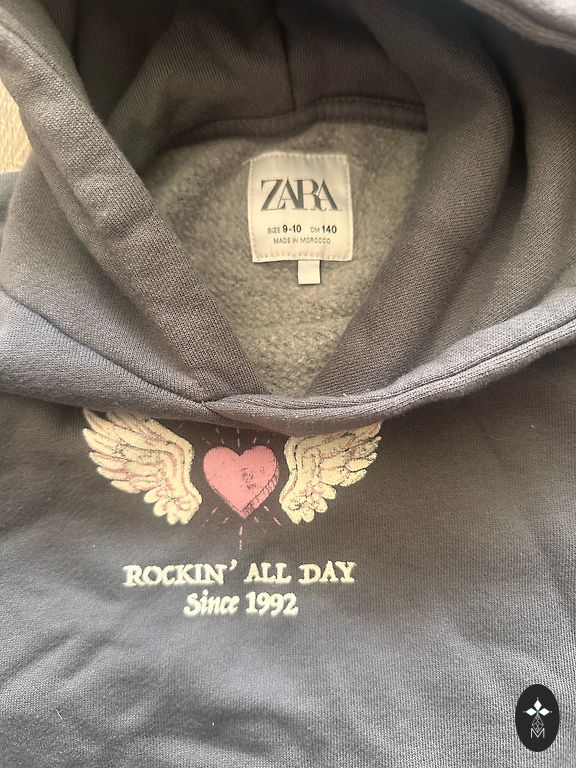 ZARA
SIZE 9-10 CM 140
MADE IN MOROCCO
ROCKIN' ALL DAY
Since 1992
M